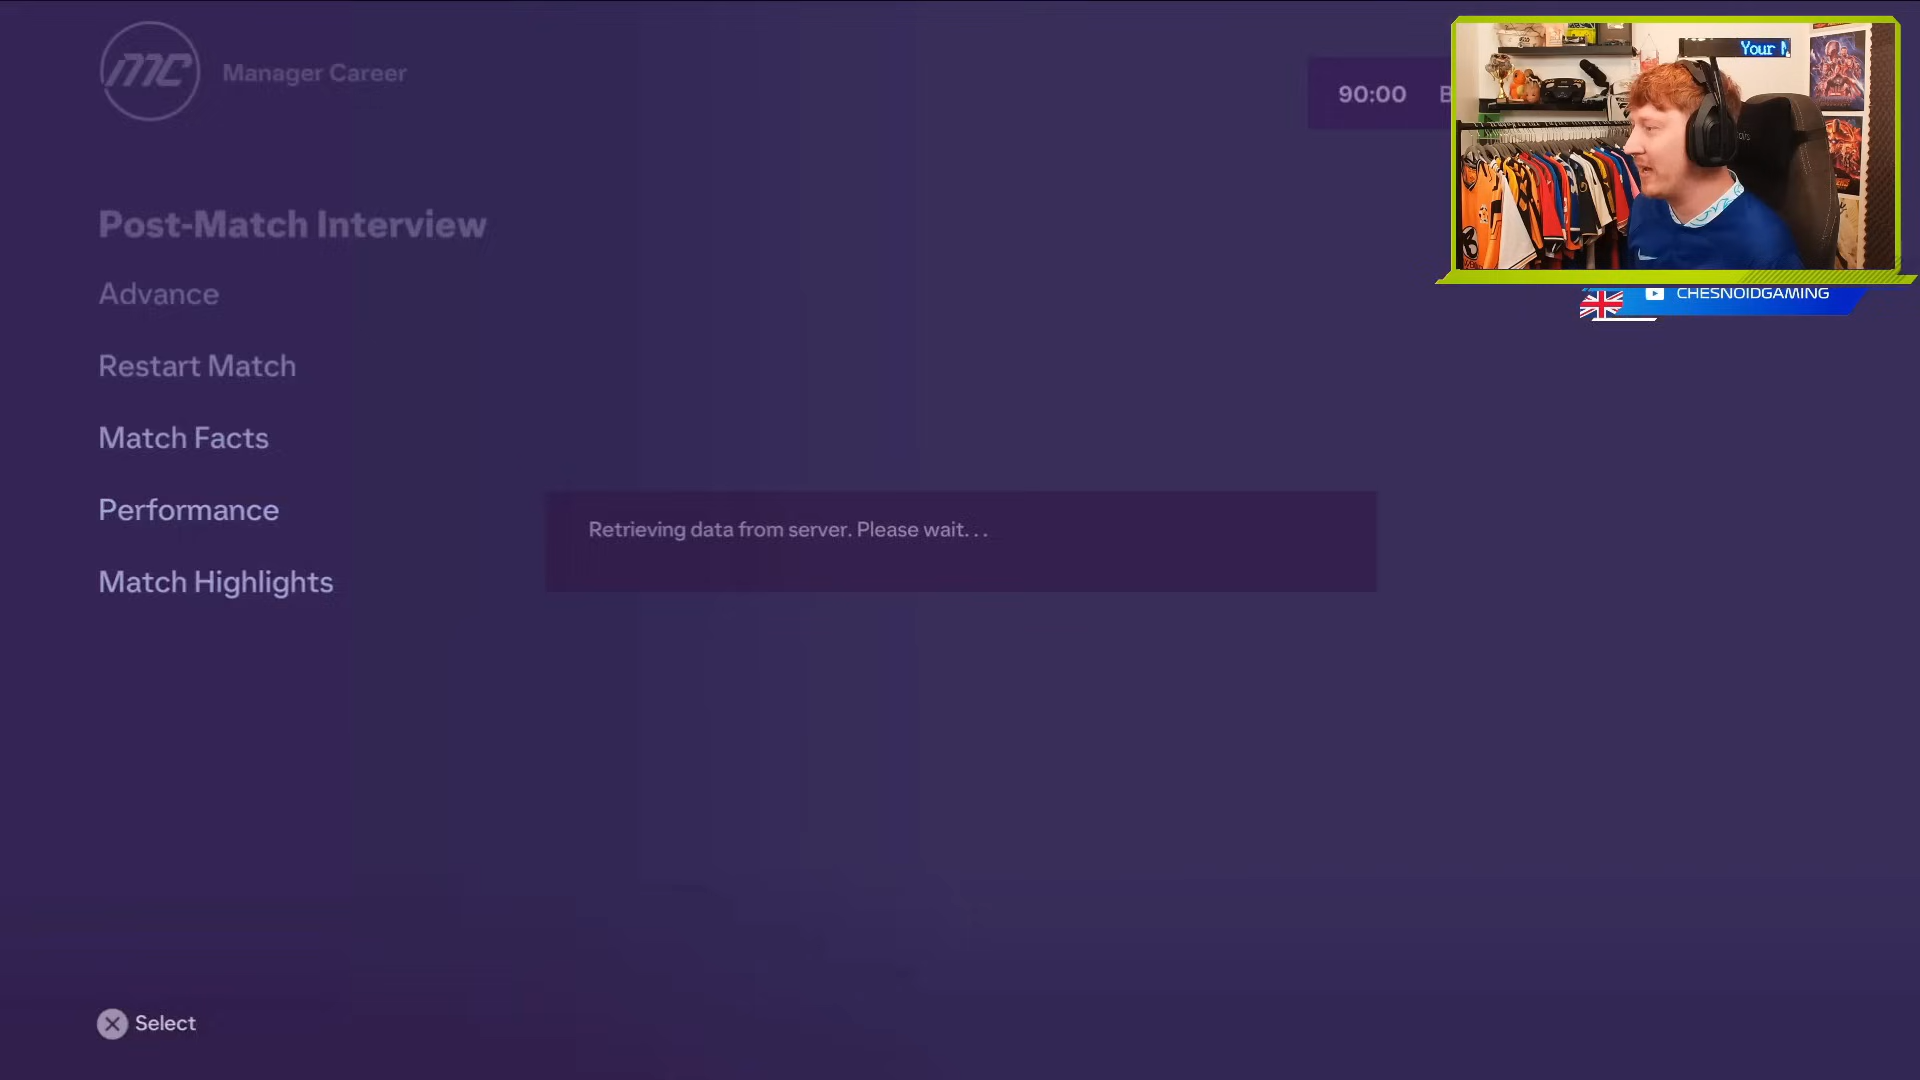 MC
Manager Career
90:00
Your
CHESNOIDGAMING
Post-Match Interview
Advance
Restart Match
Match Facts
Performance
Match Highlights
Retrieving data from server. Please wait. . .
Select